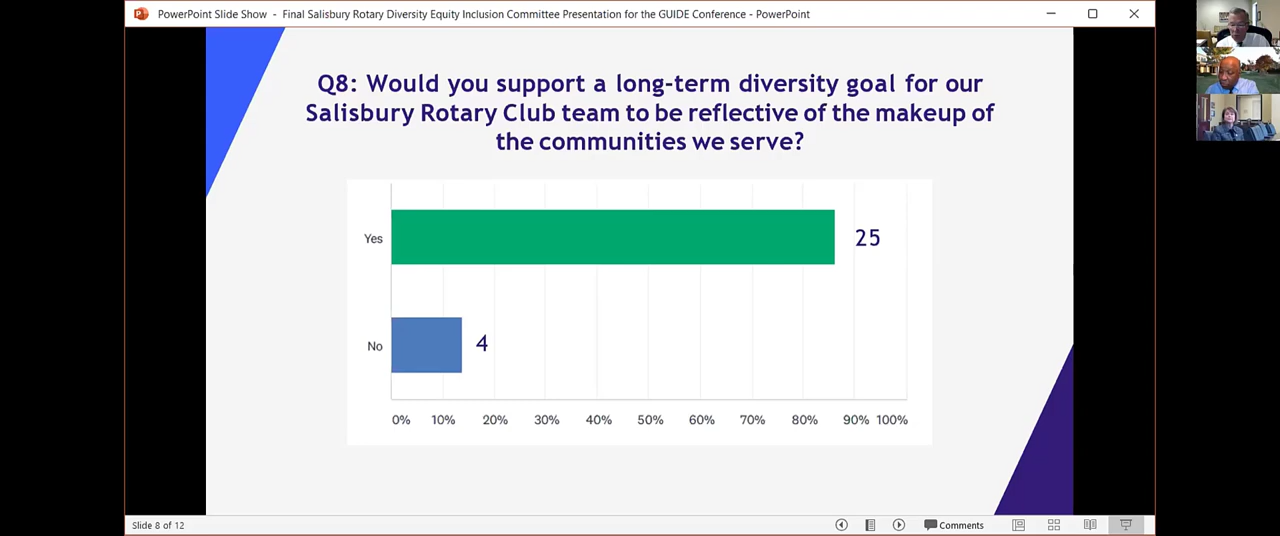 PowerPoint Slide Show - Final Salisbury Rotary Diversity Equity Inclusion Committee Presentation for the GUIDE Conference - PowerPoint
Q8: Would you support a long-term diversity goal for our
Salisbury Rotary Club team to be reflective of the makeup of
the communities we serve?
Yes
25
No
4
0% 10% 20% 30% 40% 50% 60% 70% 80% 90% 100%
Slide 8 of 12
Comments